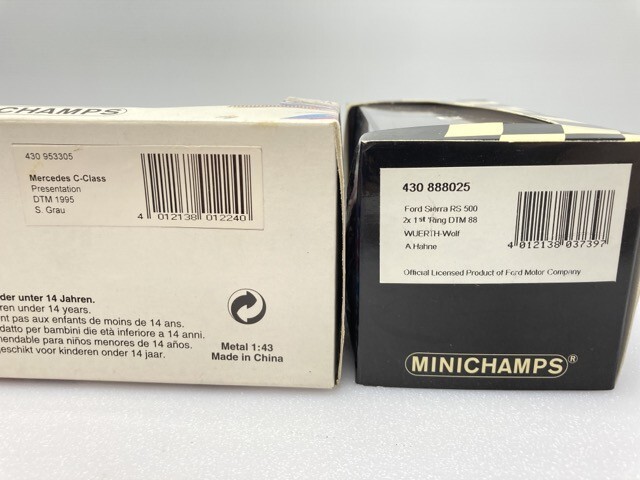 NICHAMPS
430 953305
Mercedes C-Class
Presentation
DTM 1995
S. Grau
4 012138 012240
der unter 14 Jahren.
ren under 14 years.
nt pas aux enfants de moins de 14 ans.
datto per bambini die età inferiore a 14 anni.
mendable para niños menores de 14 años.
geschikt voor kinderen onder 14 jaar.
Metal 1:43
Made in China
430 888025
Ford Siérra RS 500
2x 1st 'Ring DTM 88
WUERTH-Wolf
A.Hahne
4 012138 037397
Official Licensed Product of Ford Motor Company
MINICHAMPS®